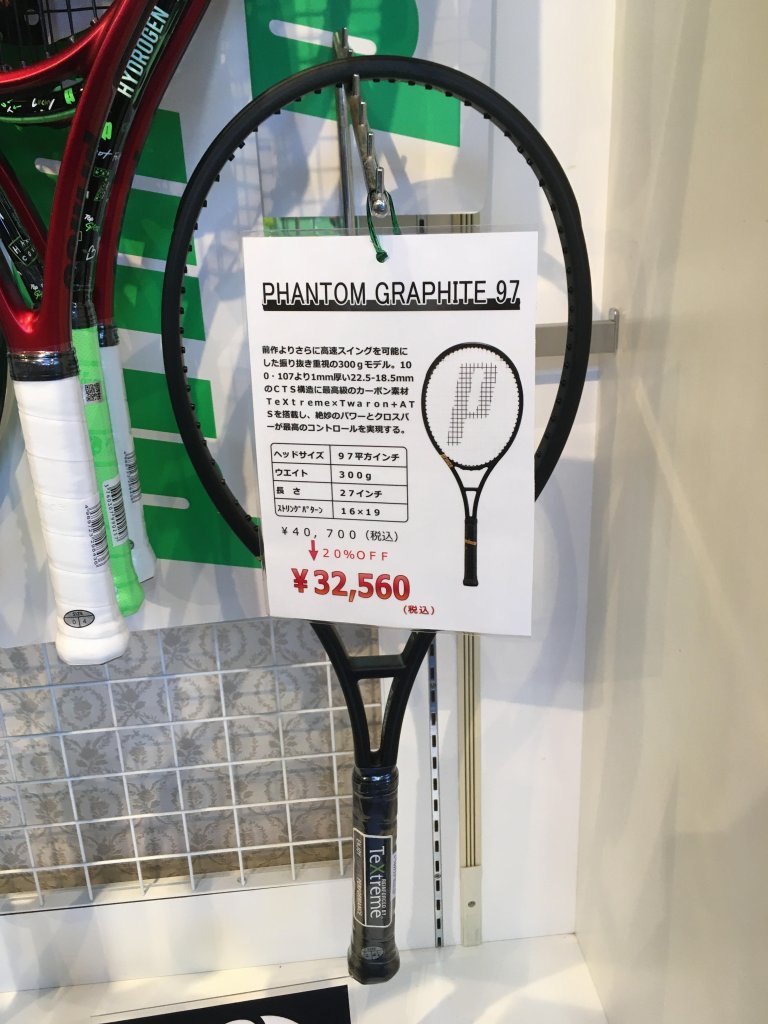 HYDROGEN
PHANTOM GRAPHITE 97
前作よりさらに高速スイングを可能に
した振り抜き重視の300gモデル。10
0・107より1mm厚い22.5-18.5mm
のCTS構造に最高級のカーボン素材
TeXtreme×Twaron+AT
Sを搭載し、絶妙のパワーとクロスバ
ーが最高のコントロールを実現する。
ヘッドサイズ 97平方インチ
ウエイト 300g
長さ 27インチ
ストリングパターン 16×19
¥40,700(税込)
20%OFF
¥32,560
(税込)
P
REINFORCED BY
TeXtreme